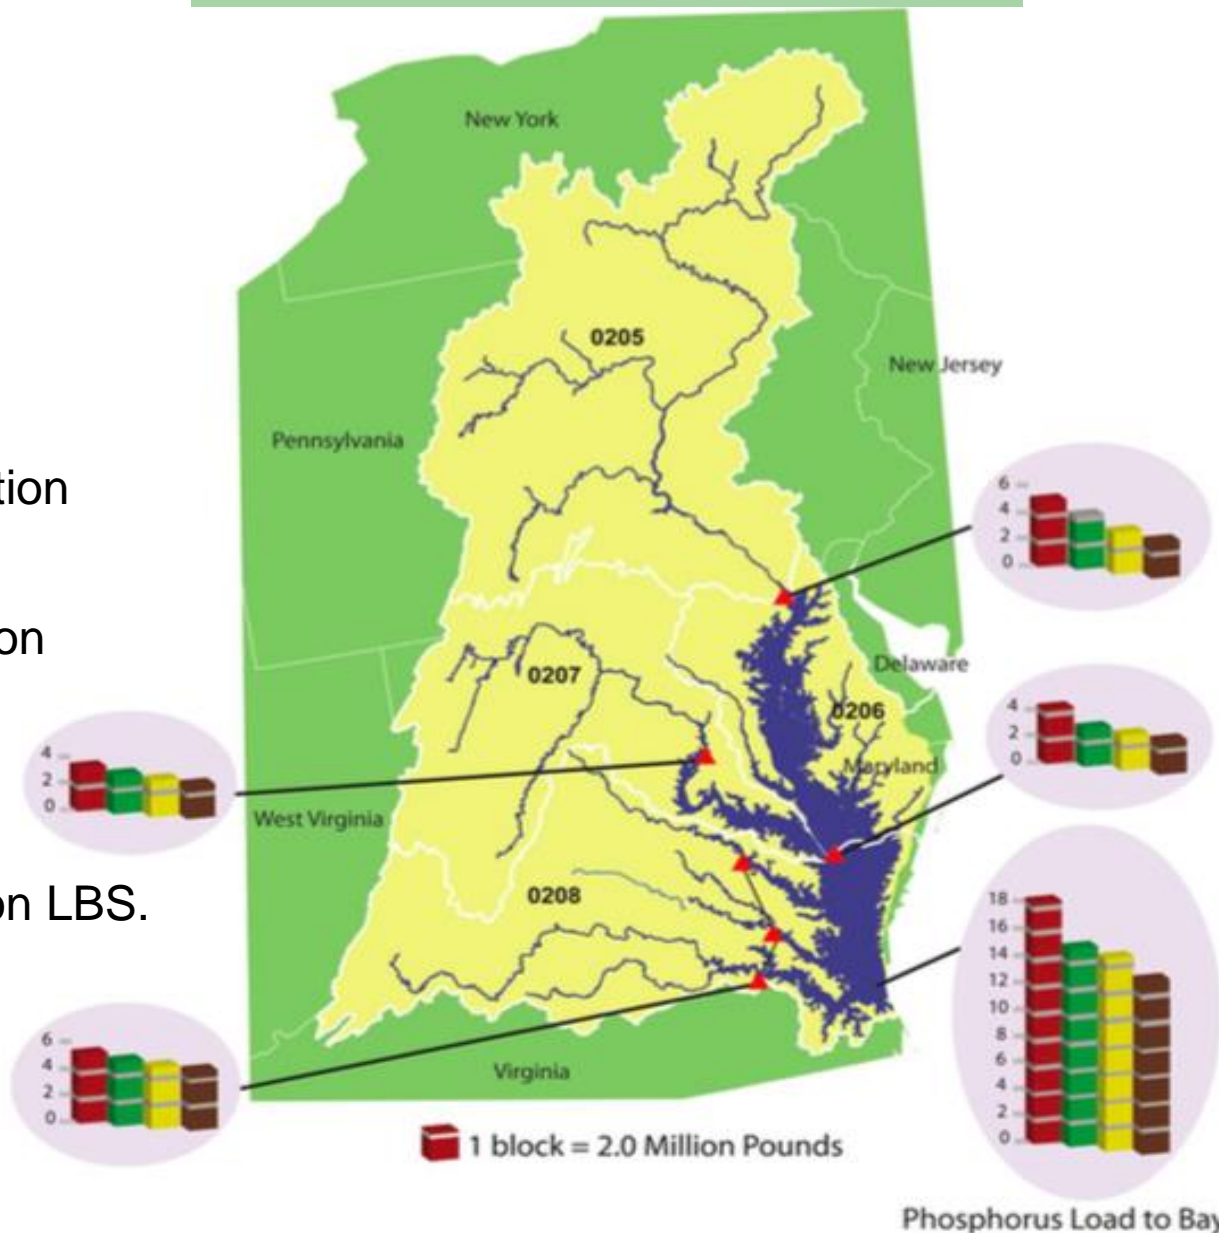 New York
0205
New Jersey
Pennsylvania
tion
6
4
2
0
on
0207
Delaware
0206
Maryland
4
2
0
4
2
0
West Virginia
0208
on LBS.
18
16
14
12
10
8
6
4
2
0
6
4
2
0
Virginia
1 block = 2.0 Million Pounds
Phosphorus Load to Bay